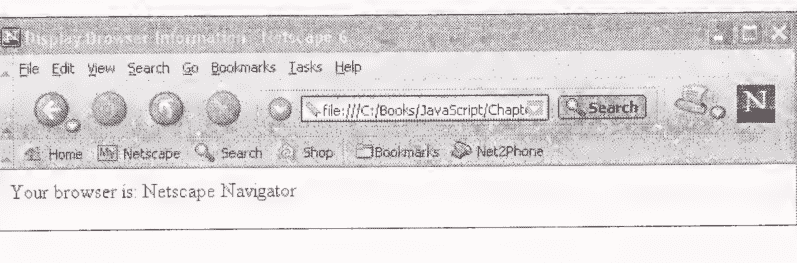 Display Browser Information - Netscape 6
File Edit View Search Go Bookmarks Tasks Help
file:///C:/Books/JavaScript/Chapte Search N
Home My Netscape Search Shop Bookmarks Net2Phone
Your browser is: Netscape Navigator